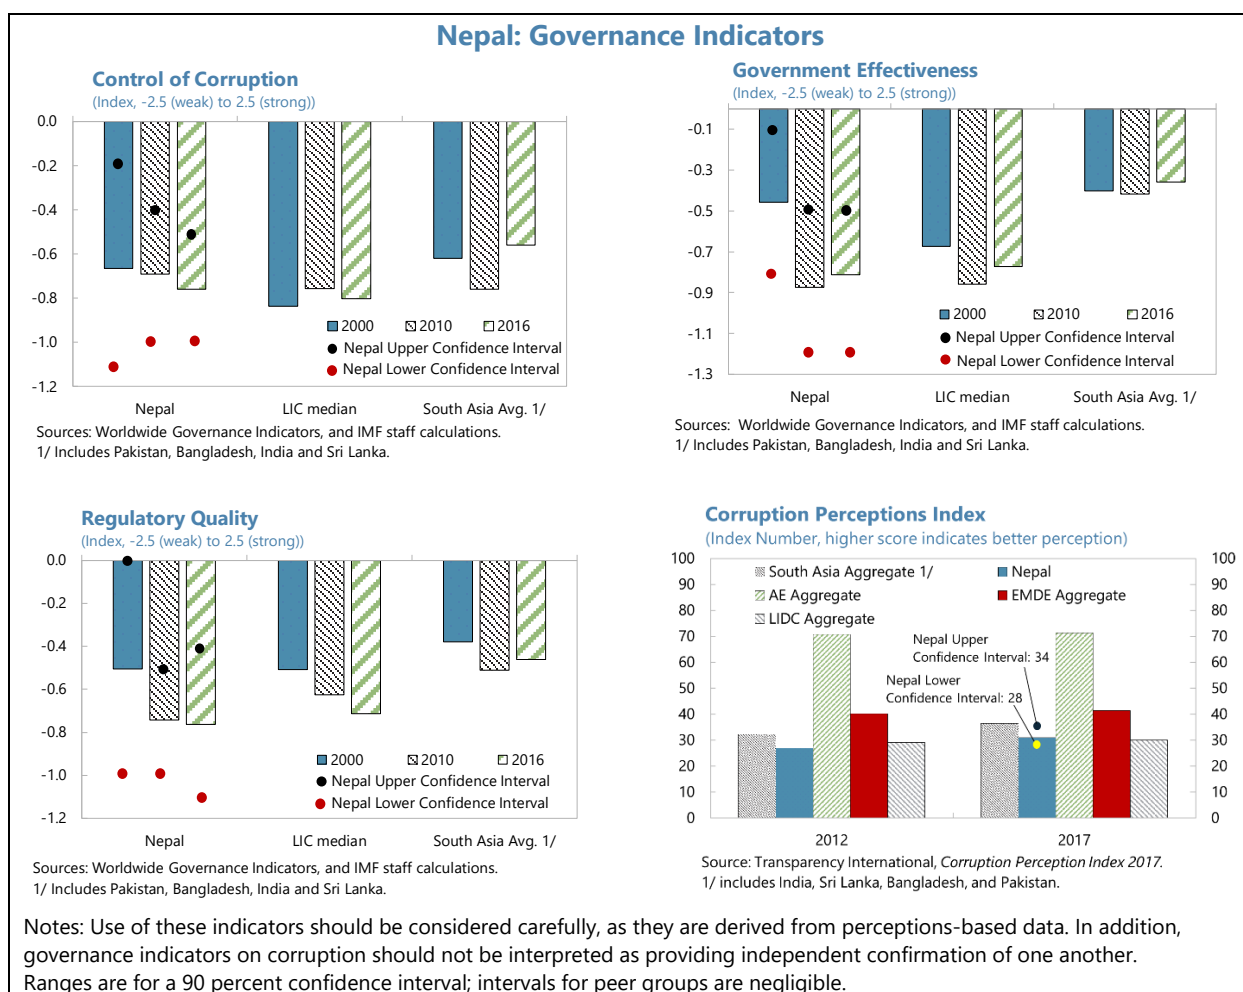 Nepal: Governance Indicators
Control of Corruption
(Index, -2.5 (weak) to 2.5 (strong))
0.0
-0.2
-0.4
-0.6
-0.8
-1.0
-1.2
2000 2010 2016
Nepal Upper Confidence Interval
Nepal Lower Confidence Interval
Nepal LIC median South Asia Avg. 1/
Sources: Worldwide Governance Indicators, and IMF staff calculations.
1/ Includes Pakistan, Bangladesh, India and Sri Lanka.
Government Effectiveness
(Index, -2.5 (weak) to 2.5 (strong))
-0.1
-0.3
-0.5
-0.7
-0.9
-1.1
-1.3
2000 2010 2016
Nepal Upper Confidence Interval
Nepal Lower Confidence Interval
Nepal LIC median South Asia Avg. 1/
Sources: Worldwide Governance Indicators, and IMF staff calculations.
1/ Includes Pakistan, Bangladesh, India and Sri Lanka.
Regulatory Quality
(Index, -2.5 (weak) to 2.5 (strong))
0.0
-0.2
-0.4
-0.6
-0.8
-1.0
-1.2
2000 2010 2016
Nepal Upper Confidence Interval
Nepal Lower Confidence Interval
Nepal LIC median South Asia Avg. 1/
Sources: Worldwide Governance Indicators, and IMF staff calculations.
1/ Includes Pakistan, Bangladesh, India and Sri Lanka.
Corruption Perceptions Index
(Index Number, higher score indicates better perception)
100 100
90 90
80 80
70 70
60 60
50 50
40 40
30 30
20 20
10 10
0 0
South Asia Aggregate 1/ Nepal
AE Aggregate EMDE Aggregate
LIDC Aggregate
Nepal Upper
Confidence Interval: 34
Nepal Lower
Confidence Interval: 28
2012 2017
Source: Transparency International, Corruption Perception Index 2017.
1/ includes India, Sri Lanka, Bangladesh, and Pakistan.
Notes: Use of these indicators should be considered carefully, as they are derived from perceptions-based data. In addition,
governance indicators on corruption should not be interpreted as providing independent confirmation of one another.
Ranges are for a 90 percent confidence interval; intervals for peer groups are negligible.